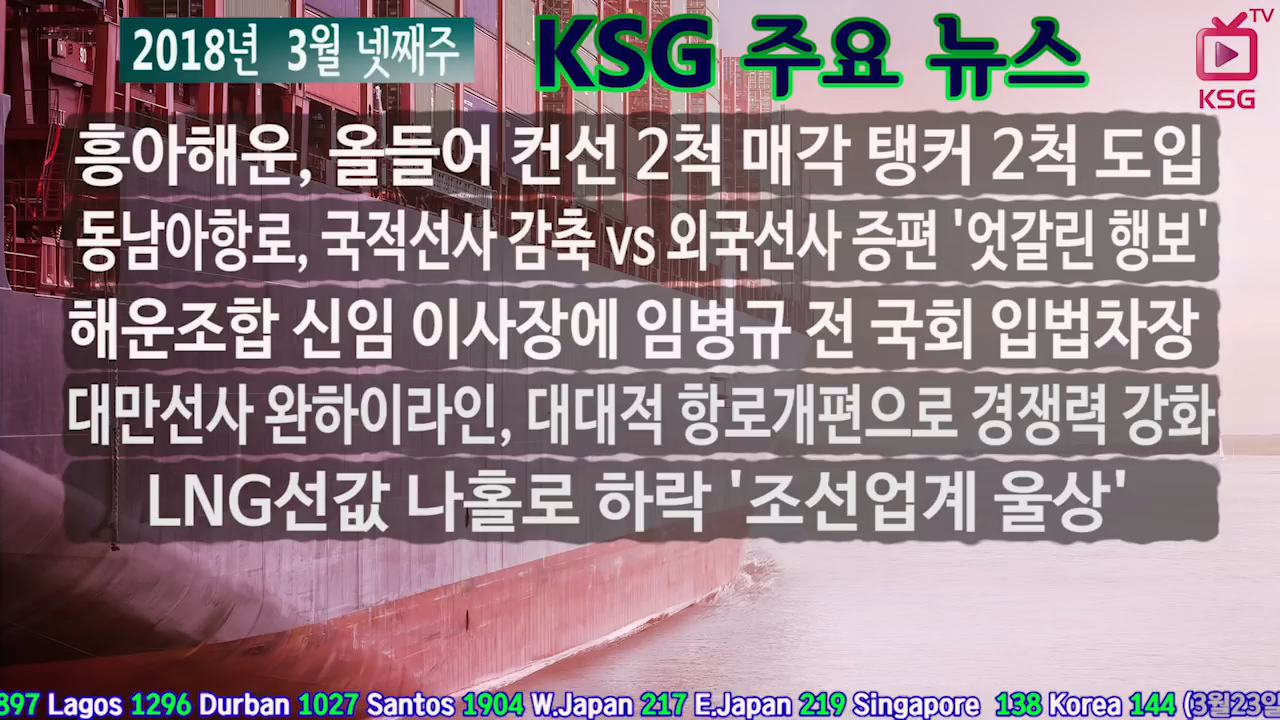 2018년 3월 넷째주
KSG 주요 뉴스
TV
KSG
흥아해운, 올들어 컨선 2척 매각 탱커 2척 도입
동남아항로, 국적선사 감축 vs 외국선사 증편 '엇갈린 행보'
해운조합 신임 이사장에 임병규 전 국회 입법차장
대만선사 완하이라인, 대대적 항로개편으로 경쟁력 강화
LNG선값 나홀로 하락 '조선업계 울상'
897 Lagos 1296 Durban 1027 Santos 1904 W.Japan 217 E.Japan 219 Singapore 138 Korea 144 (3월23일